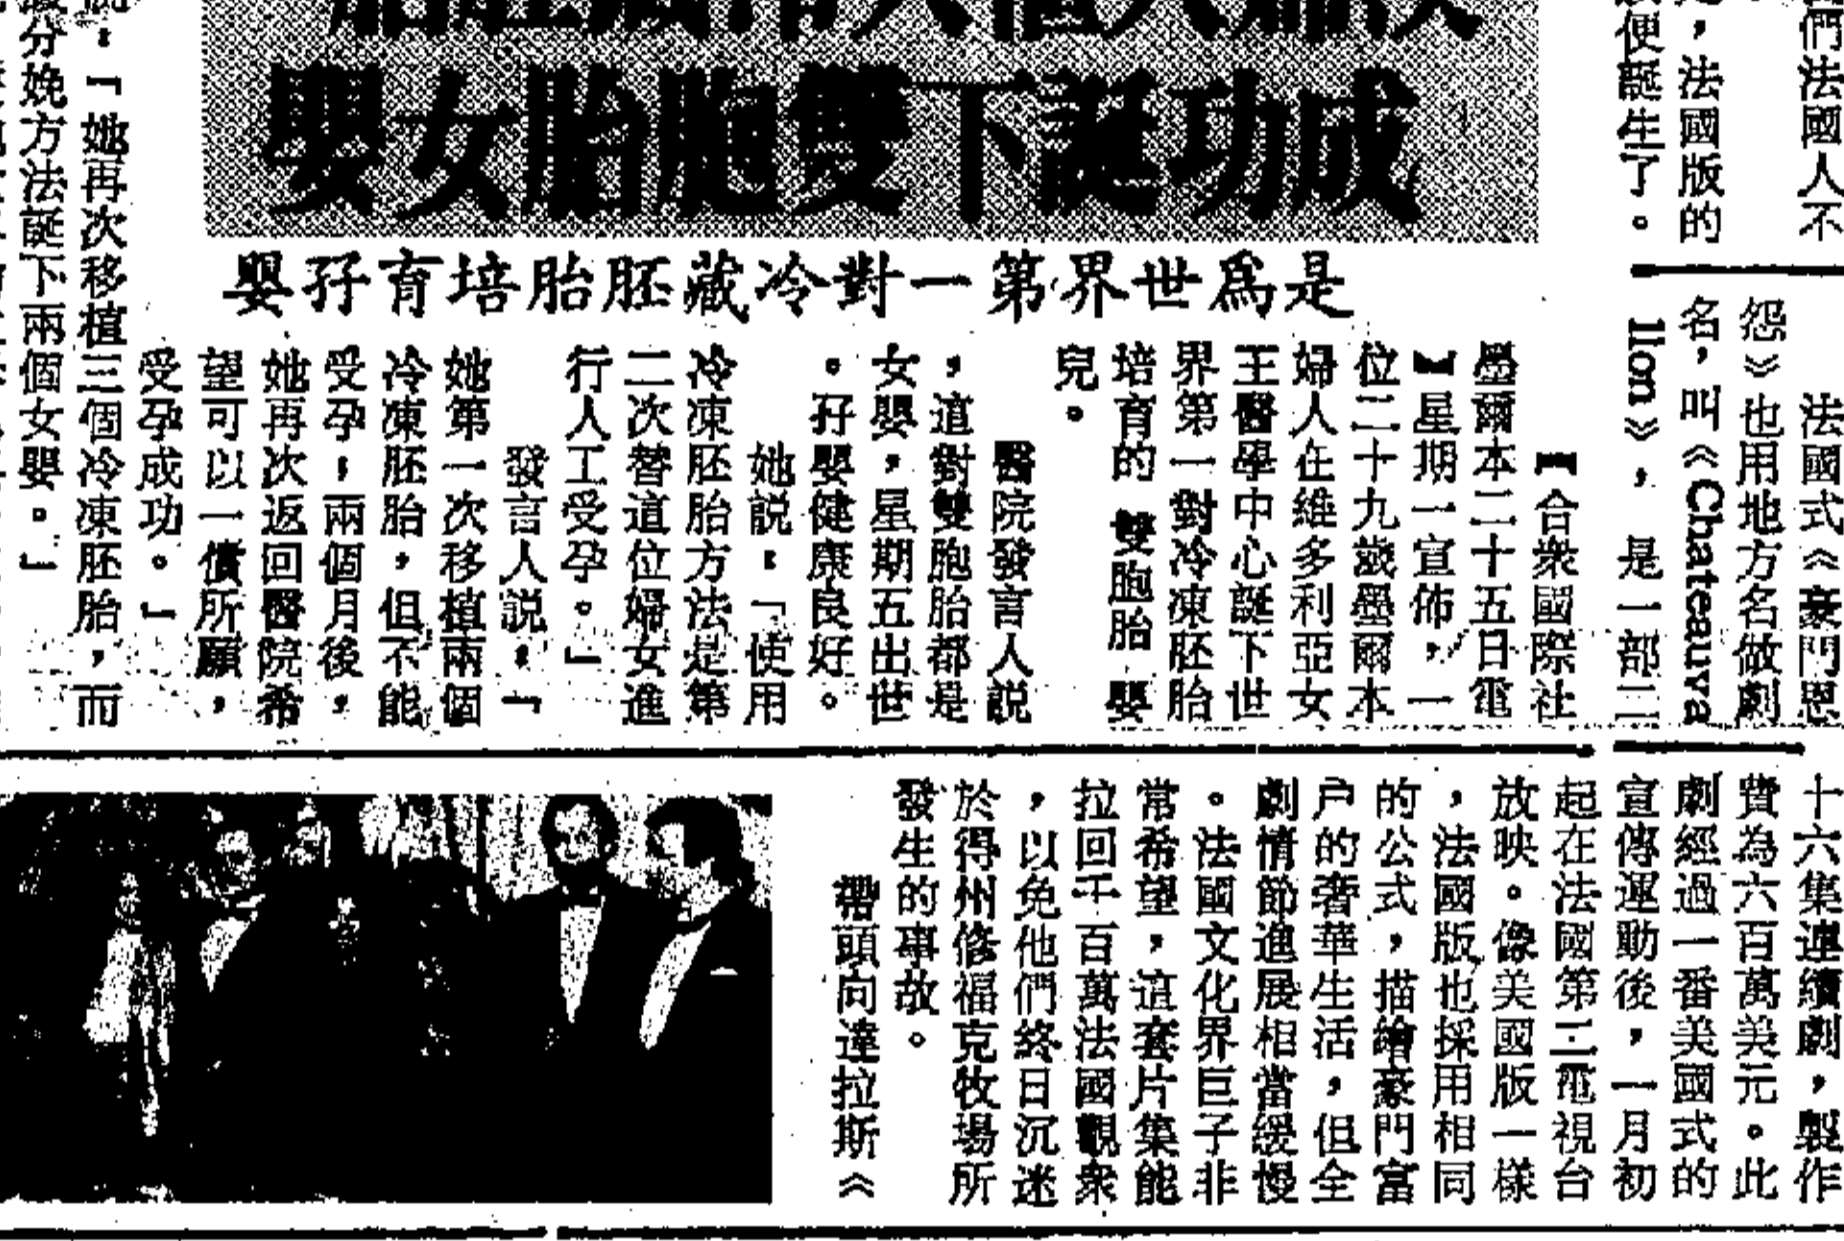 們法國人不
，法國版的
便誕生了。
法國式《豪門恩
怨》也用地方名做劇
名，叫《Chateauva
llon》，是一部二
十六集連續劇，製作
費為六百萬美元。此
劇經過一番美國式的
宣傳運動後，一月初
起在法國第二電視台
放映。像美國版一樣
，法國版也採用相同
的公式，描繪豪門富
户的奢華生活，但全
劇情節進展相當緩慢
。法國文化界巨子非
常希望，這套片集能
拉回千百萬法國觀衆
，以免他們終日沉迷
於得州修福克牧場所
發生的事故。
帶頭向達拉斯《
成功誕下雙胞胎女嬰
是為世界第一對冷藏胚胎培育孖嬰
【合衆國際社
墨爾本二十五日電
】星期一宣佈，一
位二十九歲墨爾本
婦人在維多利亞女
王醫學中心誕下世
界第一對冷凍胚胎
培育的雙胞胎嬰
兒。
醫院發言人説
，這對雙胞胎都是
女嬰，星期五出世
。孖嬰健康良好。
她説：「使用
冷凍胚胎方法是第
二次替這位婦女進
行人工受孕。」
發言人説，「
她第一次移植兩個
冷凍胚胎，但不能
受孕；兩個月後，
她再次返回醫院希
望可以一償所願，
受孕成功。」
：「她再次移植三個冷凍胚胎，而
分娩方法誕下兩個女嬰。」